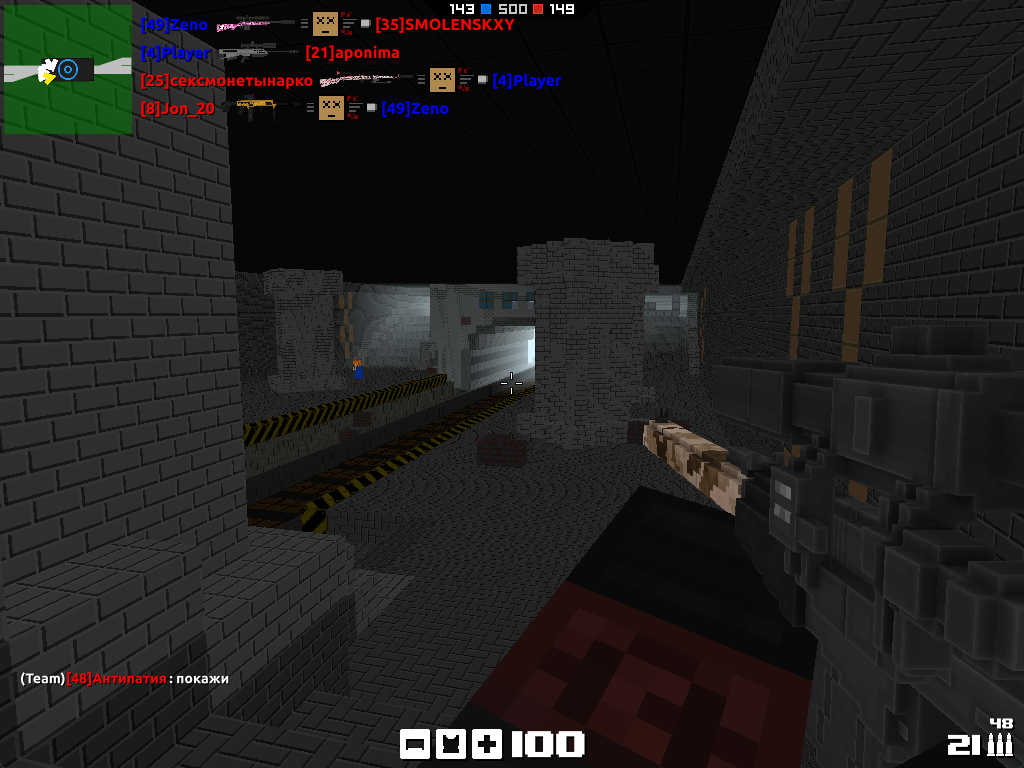 143 500 149
[49]Zeno [35]SMOLENSKXY
[4]Player [21]aponima
[25]сексмонетынарко [4]Player
[8]Jon_20 [49]Zeno
(Team)[48]Антипатия : покажи
100
48
21